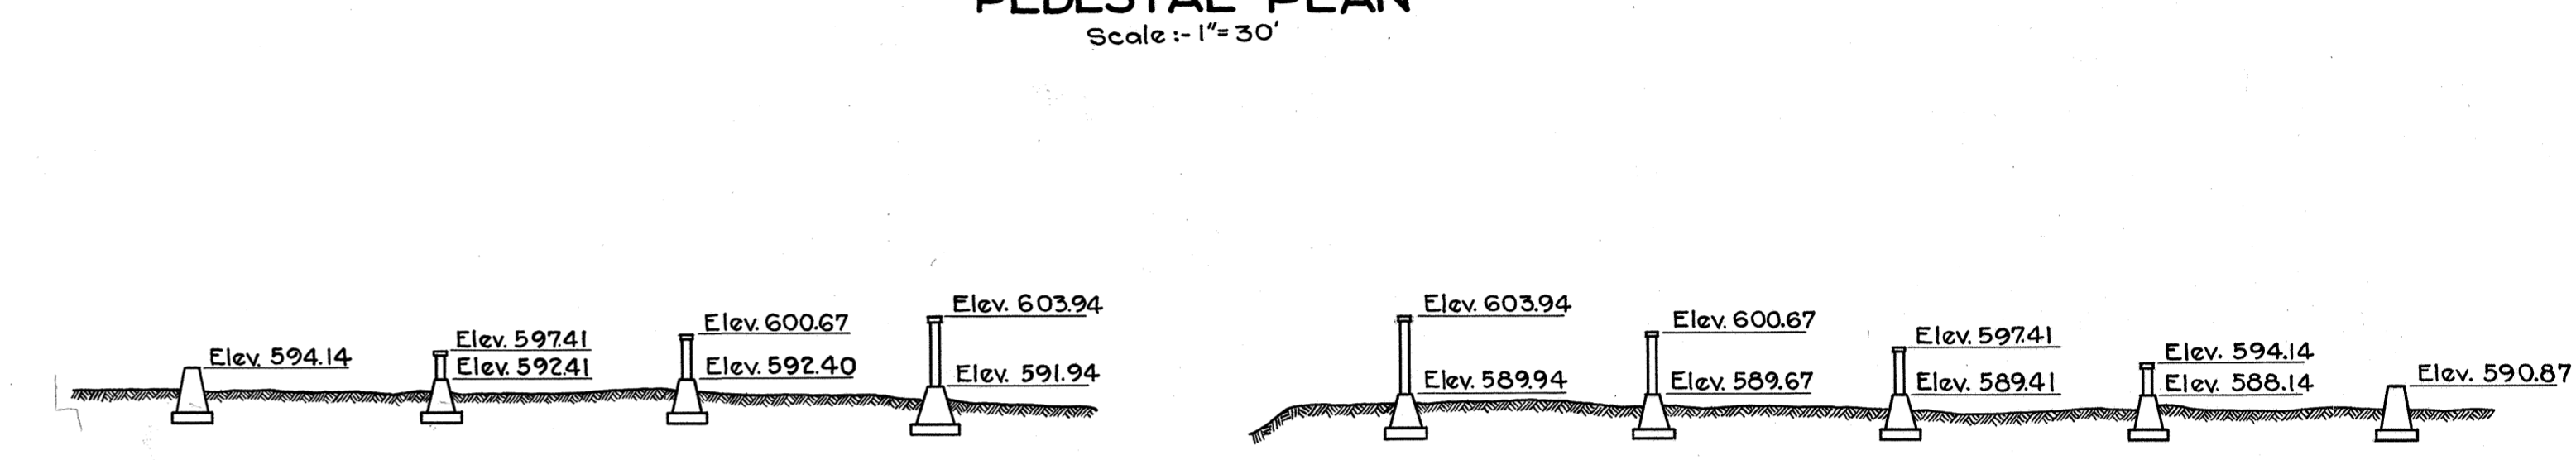 PEDESTAL PLAN
Scale :- 1"= 30'
Elev. 594.14
Elev. 597.41
Elev. 592.41
Elev. 600.67
Elev. 592.40
Elev. 603.94
Elev. 591.94
Elev. 603.94
Elev. 589.94
Elev. 600.67
Elev. 589.67
Elev. 597.41
Elev. 589.41
Elev. 594.14
Elev. 588.14
Elev. 590.87